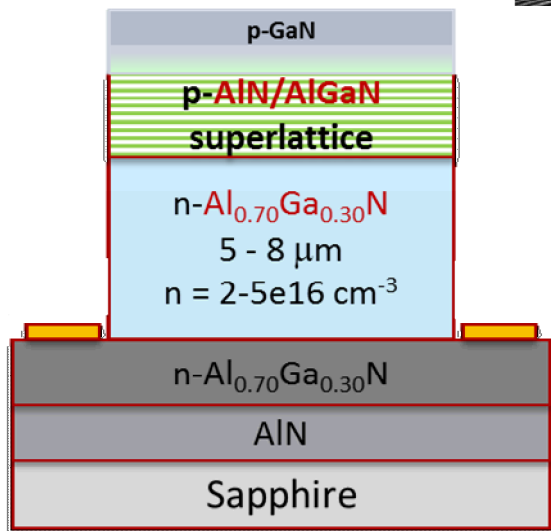 p-GaN
p-AlN/AlGaN
superlattice
n-Al₀.₇₀Ga₀.₃₀N
5 - 8 μm
n = 2-5e16 cm⁻³
n-Al₀.₇₀Ga₀.₃₀N
AlN
Sapphire